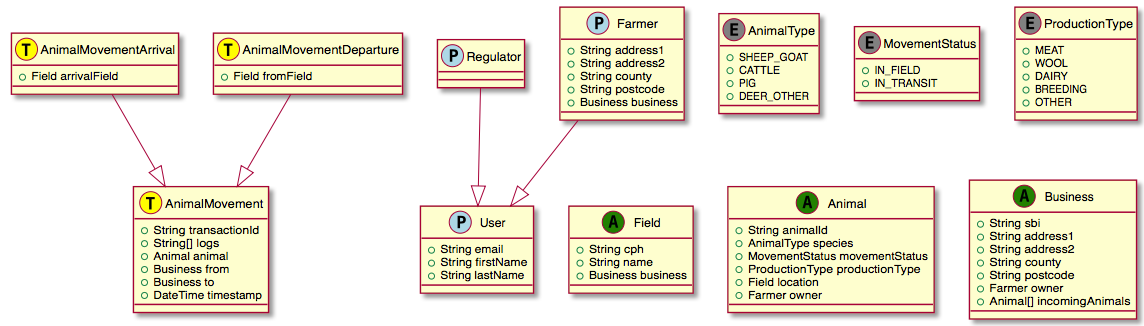 T AnimalMovementArrival
Field arrivalField
T AnimalMovementDeparture
Field fromField
P Regulator
P Farmer
String address1
String address2
String county
String postcode
Business business
E AnimalType
SHEEP_GOAT
CATTLE
PIG
DEER_OTHER
E MovementStatus
IN_FIELD
IN_TRANSIT
E ProductionType
MEAT
WOOL
DAIRY
BREEDING
OTHER
T AnimalMovement
String transactionId
String[] logs
Animal animal
Business from
Business to
DateTime timestamp
P User
String email
String firstName
String lastName
A Field
String cph
String name
Business business
A Animal
String animalId
AnimalType species
MovementStatus movementStatus
ProductionType productionType
Field location
Farmer owner
A Business
String sbi
String address1
String address2
String county
String postcode
Farmer owner
Animal[] incomingAnimals